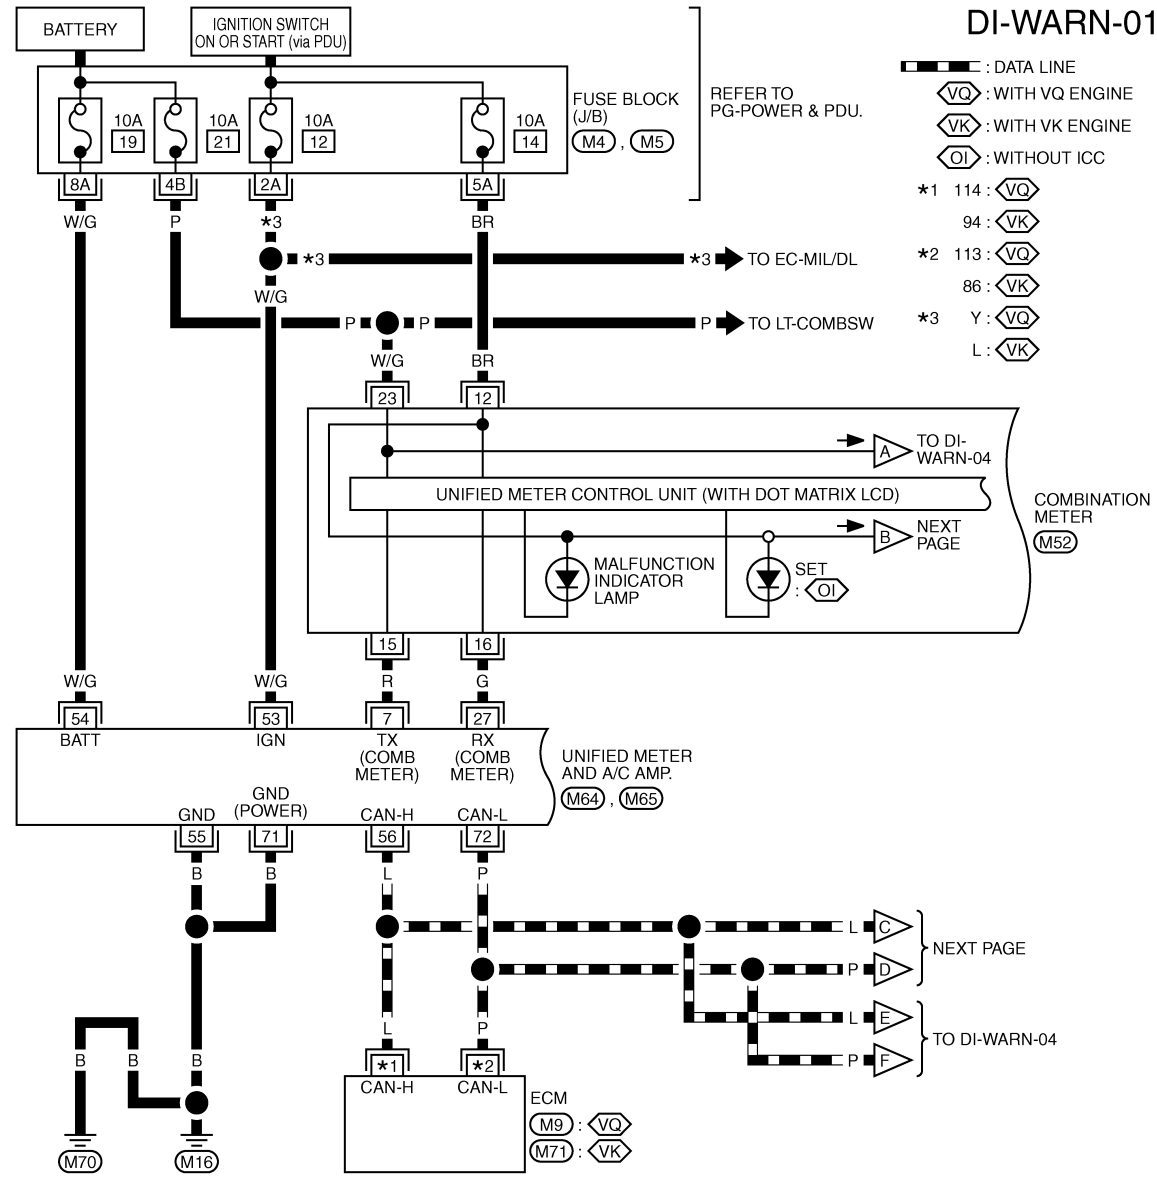 DI-WARN-01
BATTERY
IGNITION SWITCH
ON OR START (via PDU)
: DATA LINE
VQ : WITH VQ ENGINE
VK : WITH VK ENGINE
OI : WITHOUT ICC
*1 114 : VQ
94 : VK
*2 113 : VQ
86 : VK
*3 Y : VQ
L : VK
10A
19
10A
21
10A
12
10A
14
FUSE BLOCK
(J/B)
M4 , M5
REFER TO
PG-POWER & PDU.
8A
4B
2A
5A
W/G
P
*3
BR
*3
*3
TO EC-MIL/DL
W/G
P
P
P
TO LT-COMBSW
W/G
BR
23
12
A
TO DI-
WARN-04
UNIFIED METER CONTROL UNIT (WITH DOT MATRIX LCD)
B
NEXT
PAGE
COMBINATION
METER
M52
MALFUNCTION
INDICATOR
LAMP
SET
: OI
15
16
W/G
W/G
R
G
54
53
7
27
BATT
IGN
TX
(COMB
METER)
RX
(COMB
METER)
UNIFIED METER
AND A/C AMP.
M64 , M65
GND
GND
(POWER)
CAN-H
CAN-L
55
71
56
72
B
B
L
P
L
C
P
D
NEXT PAGE
L
E
P
F
TO DI-WARN-04
B
B
B
L
P
*1
*2
CAN-H
CAN-L
ECM
M9 : VQ
M71 : VK
M70
M16